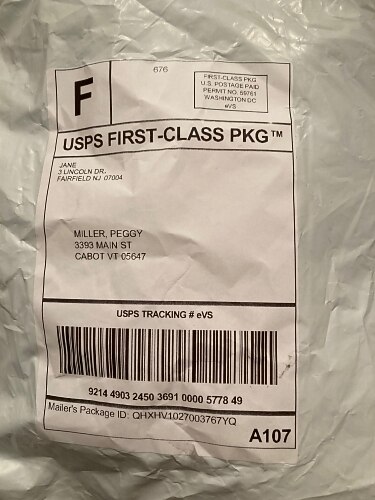 F
676
FIRST-CLASS PKG
U.S. POSTAGE PAID
PERMIT NO. 59761
WASHINGTON DC
eVS
USPS FIRST-CLASS PKG™
JANE
3 LINCOLN DR.
FAIRFIELD NJ 07004
MILLER, PEGGY
3393 MAIN ST
CABOT VT 05647
USPS TRACKING # eVS
9214 4903 2450 3691 0000 5778 49
Mailer's Package ID: QHXHV1027003767YQ
A107